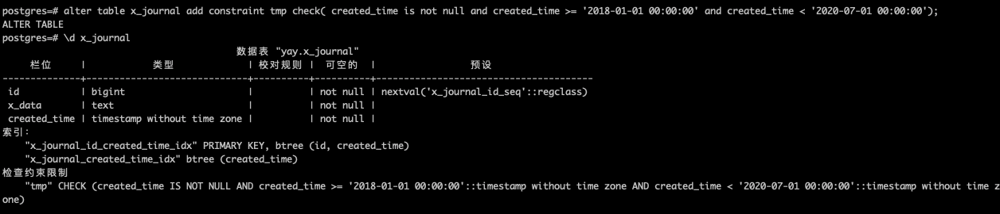 postgres=# alter table x_journal add constraint tmp check( created_time is not null and created_time >= '2018-01-01 00:00:00' and created_time < '2020-07-01 00:00:00');
ALTER TABLE
postgres=# \d x_journal
数据表 "yay.x_journal"
栏位 | 类型 | 校对规则 | 可空的 | 预设
--------------+-----------------------------+----------+----------+---------------------------------------
id | bigint | | not null | nextval('x_journal_id_seq'::regclass)
x_data | text | | not null |
created_time | timestamp without time zone | | not null |
索引：
"x_journal_id_created_time_idx" PRIMARY KEY, btree (id, created_time)
"x_journal_created_time_idx" btree (created_time)
检查约束限制
"tmp" CHECK (created_time IS NOT NULL AND created_time >= '2018-01-01 00:00:00'::timestamp without time zone AND created_time < '2020-07-01 00:00:00'::timestamp without time z
one)